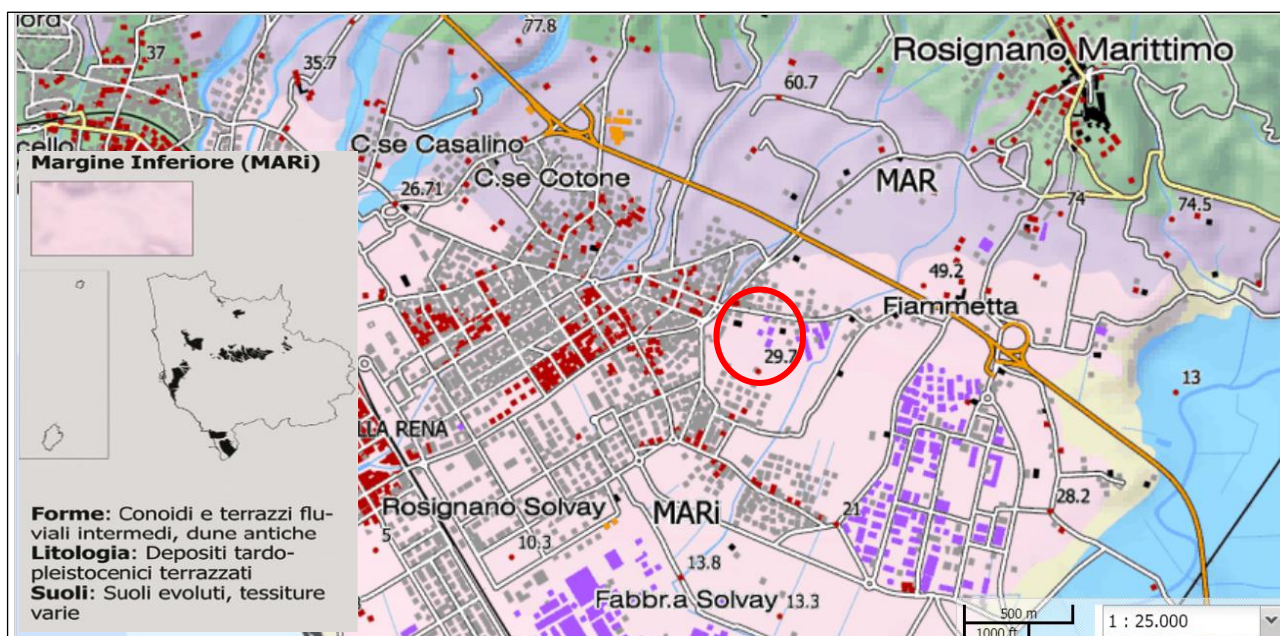 ord
77.8
37
35.7
Rosignano Marittimo
60.7
cello
Margine Inferiore (MARi)
C.se Casalino
C.se Cotone
26.71
MAR
74
74.5
49.2
Fiammetta
29.7
13
LLA RENA
Forme: Conoidi e terrazzi flu-
viali intermedi, dune antiche
Litologia: Depositi tardo-
pleistocenici terrazzati
Suoli: Suoli evoluti, tessiture
varie
Rosignano Solvay
MARi
21
28.2
5
10.3
13.8
Fabbr.a Solvay
13.3
500 m
1000 ft
1 : 25.000